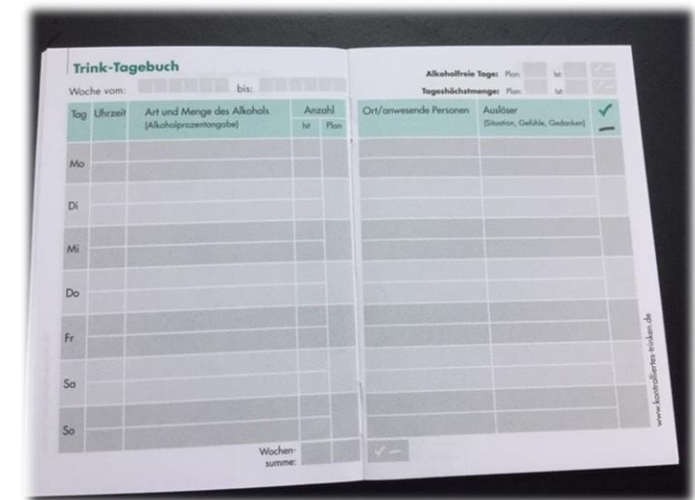 Trink-Tagebuch
Woche vom: bis:
Tag Uhrzeit Art und Menge des Alkohols Anzahl
(Alkoholprozentangabe) Ist Plan
Mo
Di
Mi
Do
Fr
Sa
So
Wochen-
summe:
Alkoholfreie Tage: Plan: Ist:
Tageshöchstmenge: Plan: Ist:
Ort/anwesende Personen Auslöser
(Situation, Gefühle, Gedanken)
www.kontrolliertes-trinken.de